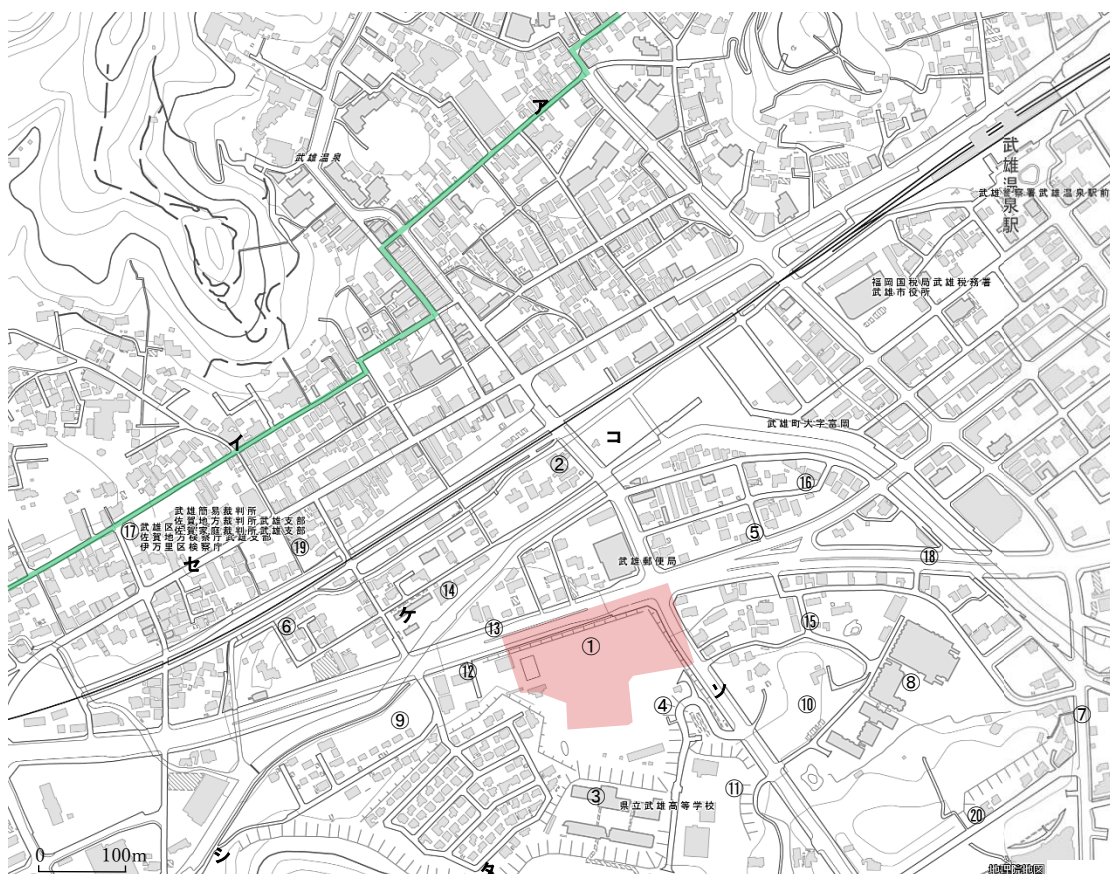 ア
武雄温泉
武雄温泉駅
武雄警察署武雄温泉駅前
福岡国税局武雄税務署
武雄市役所
武雄町大字富岡
イ
コ
②
⑯
⑤
武雄簡易裁判所
佐賀地方裁判所武雄支部
佐賀家庭裁判所武雄支部
佐賀地方検察庁武雄支部
伊万里区検察庁
⑰
⑲
セ
武雄郵便局
⑱
⑭
ケ
⑥
⑬
①
⑮
⑫
⑧
ソ
④
⑩
⑨
⑦
⑪
③
県立武雄高等学校
⑳
シ
タ
0 100m
地理院地図